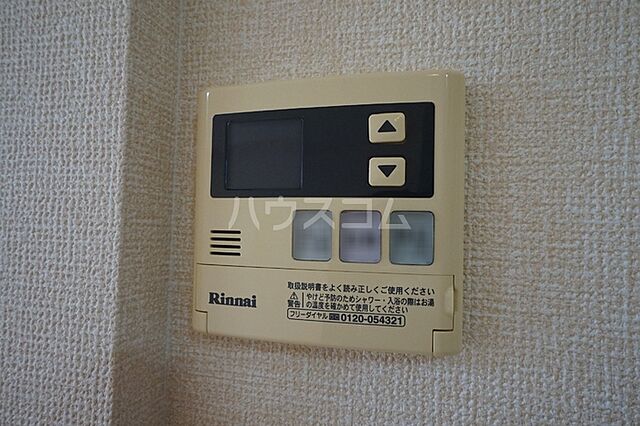 ハウスコム
取扱説明書をよく読み正しくご使用ください
Rinnai
警告
やけど予防のためシャワー・入浴の際はお湯
の温度を確かめて使用してください
フリーダイヤル 0120-054321